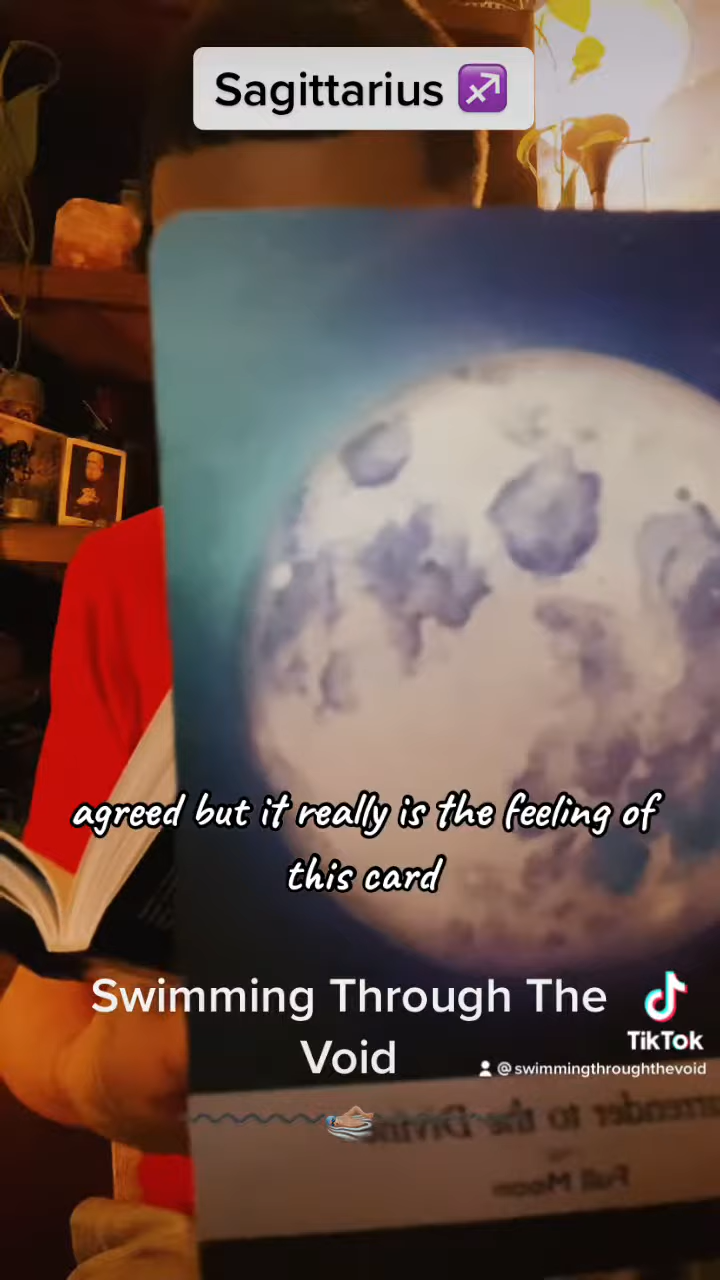 Sagittarius ♐
agreed but it really is the feeling of
this card
Swimming Through The
Void
TikTok
@swimmingthroughthevoid
rrender to the Divine
Full Moon